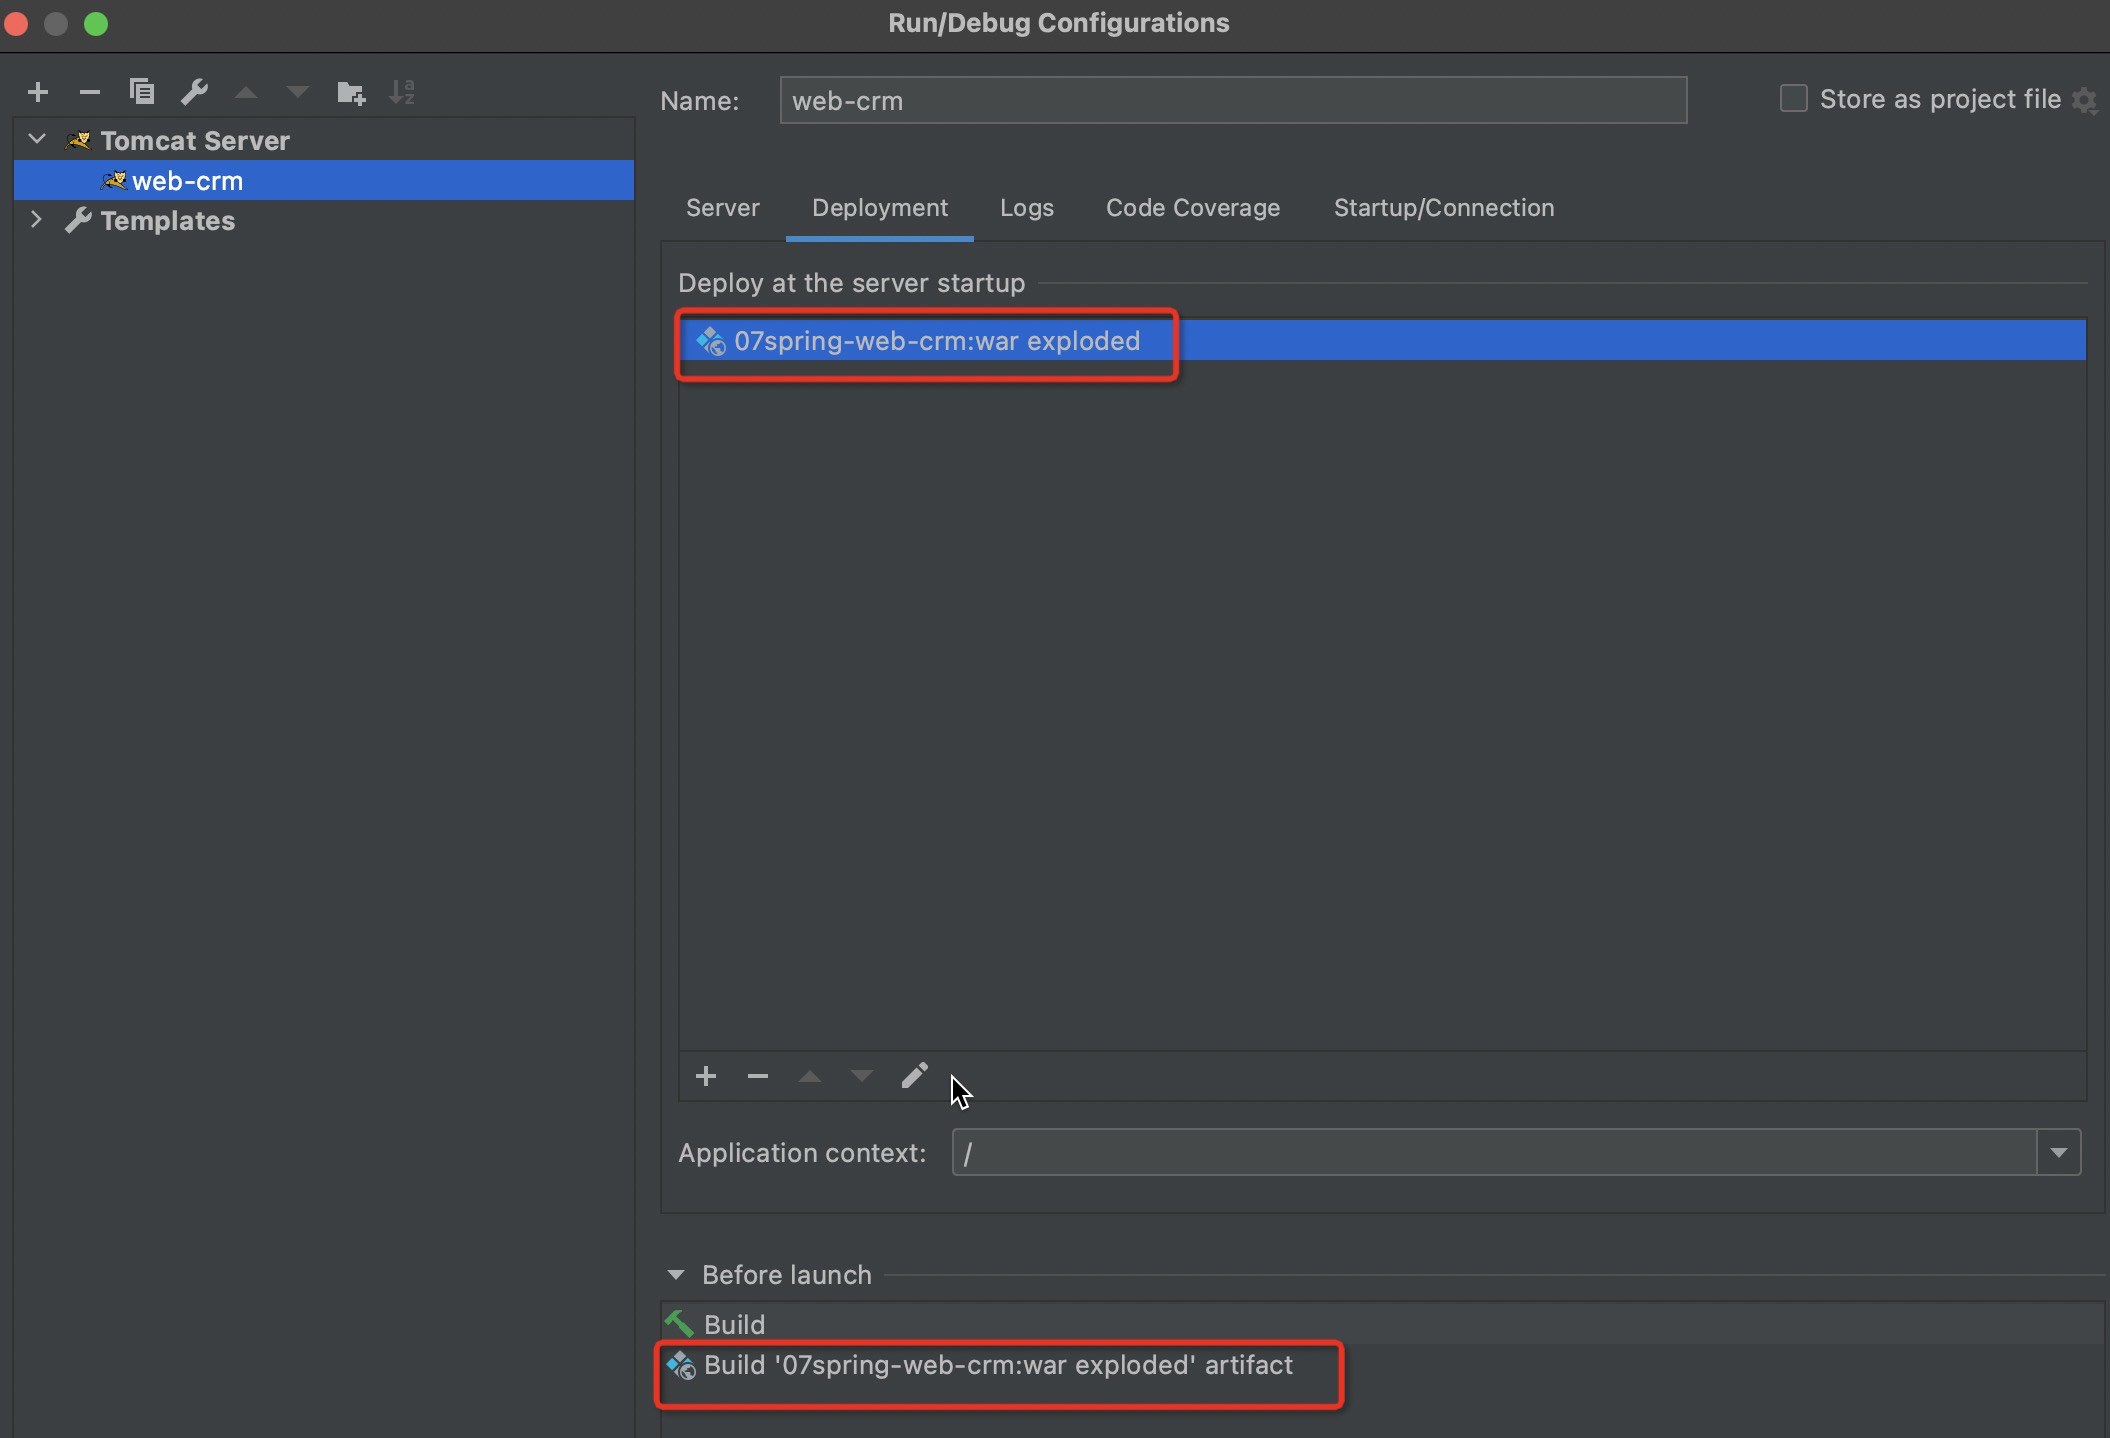 Run/Debug Configurations
Name: web-crm Store as project file
Tomcat Server
web-crm
Templates
Server Deployment Logs Code Coverage Startup/Connection
Deploy at the server startup
07spring-web-crm:war exploded
Application context: /
Before launch
Build
Build '07spring-web-crm:war exploded' artifact